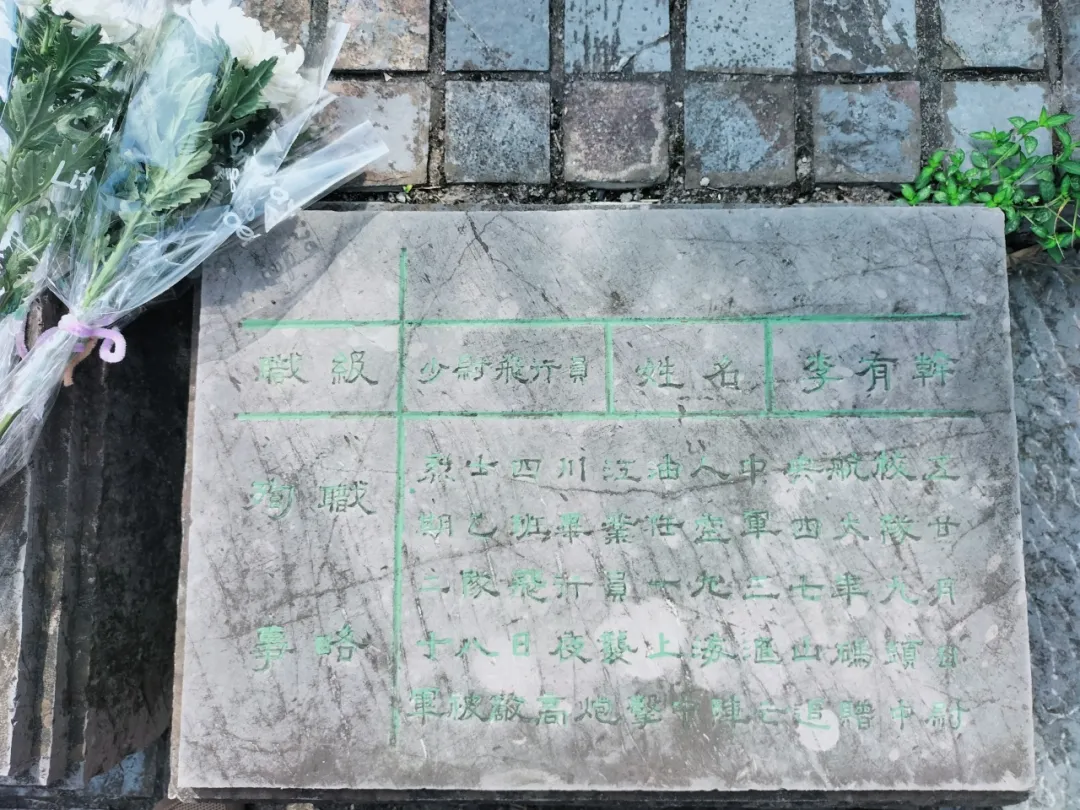 職級 少尉飛行員 姓名 李有幹
殉職
事略
烈士四川江油人中央航校五
期乙班畢業任空軍四大隊廿
二隊飛行員一九三七年九月
十八日夜襲上海滙山碼頭日
軍被敵高炮擊中陣亡追贈中尉